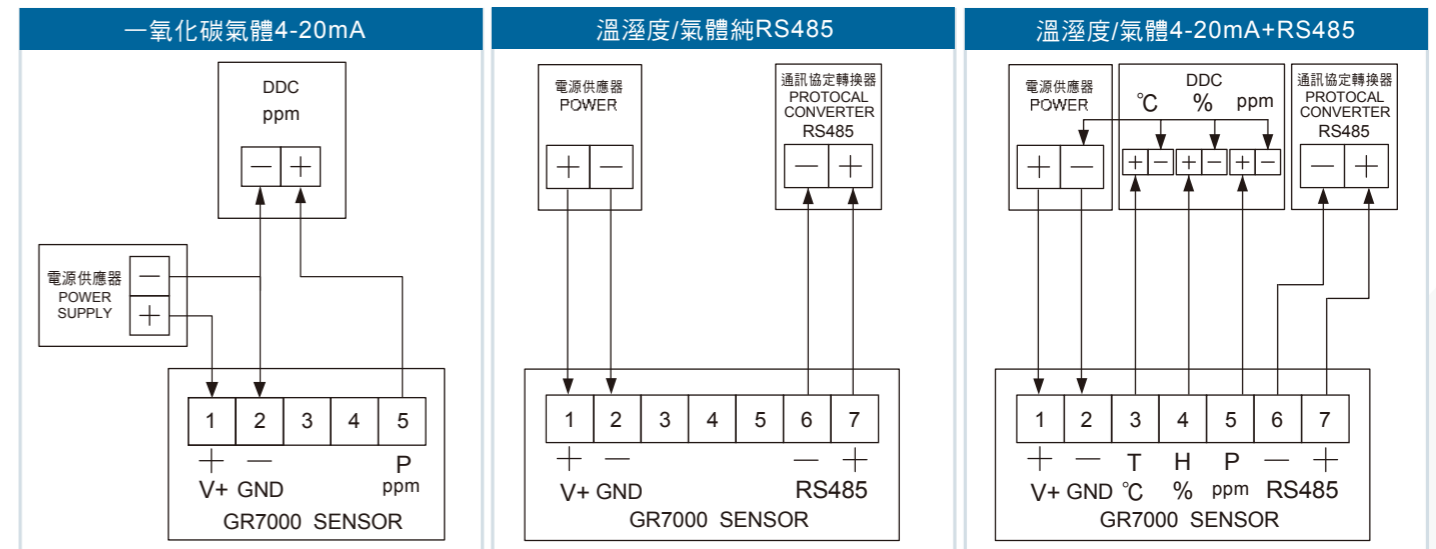 一氧化碳氣體4-20mA
DDC
ppm
— +
電源供應器
POWER
SUPPLY
—
+
1 2 3 4 5
+ — P
V+ GND ppm
GR7000 SENSOR
溫溼度/氣體純RS485
電源供應器
POWER
+ —
通訊協定轉換器
PROTOCAL
CONVERTER
RS485
— +
1 2 3 4 5 6 7
+ — — +
V+ GND RS485
GR7000 SENSOR
溫溼度/氣體4-20mA+RS485
電源供應器
POWER
+ —
DDC
℃ % ppm
+ − + − + −
通訊協定轉換器
PROTOCAL
CONVERTER
RS485
— +
1 2 3 4 5 6 7
+ — T H P — +
V+ GND ℃ % ppm RS485
GR7000 SENSOR